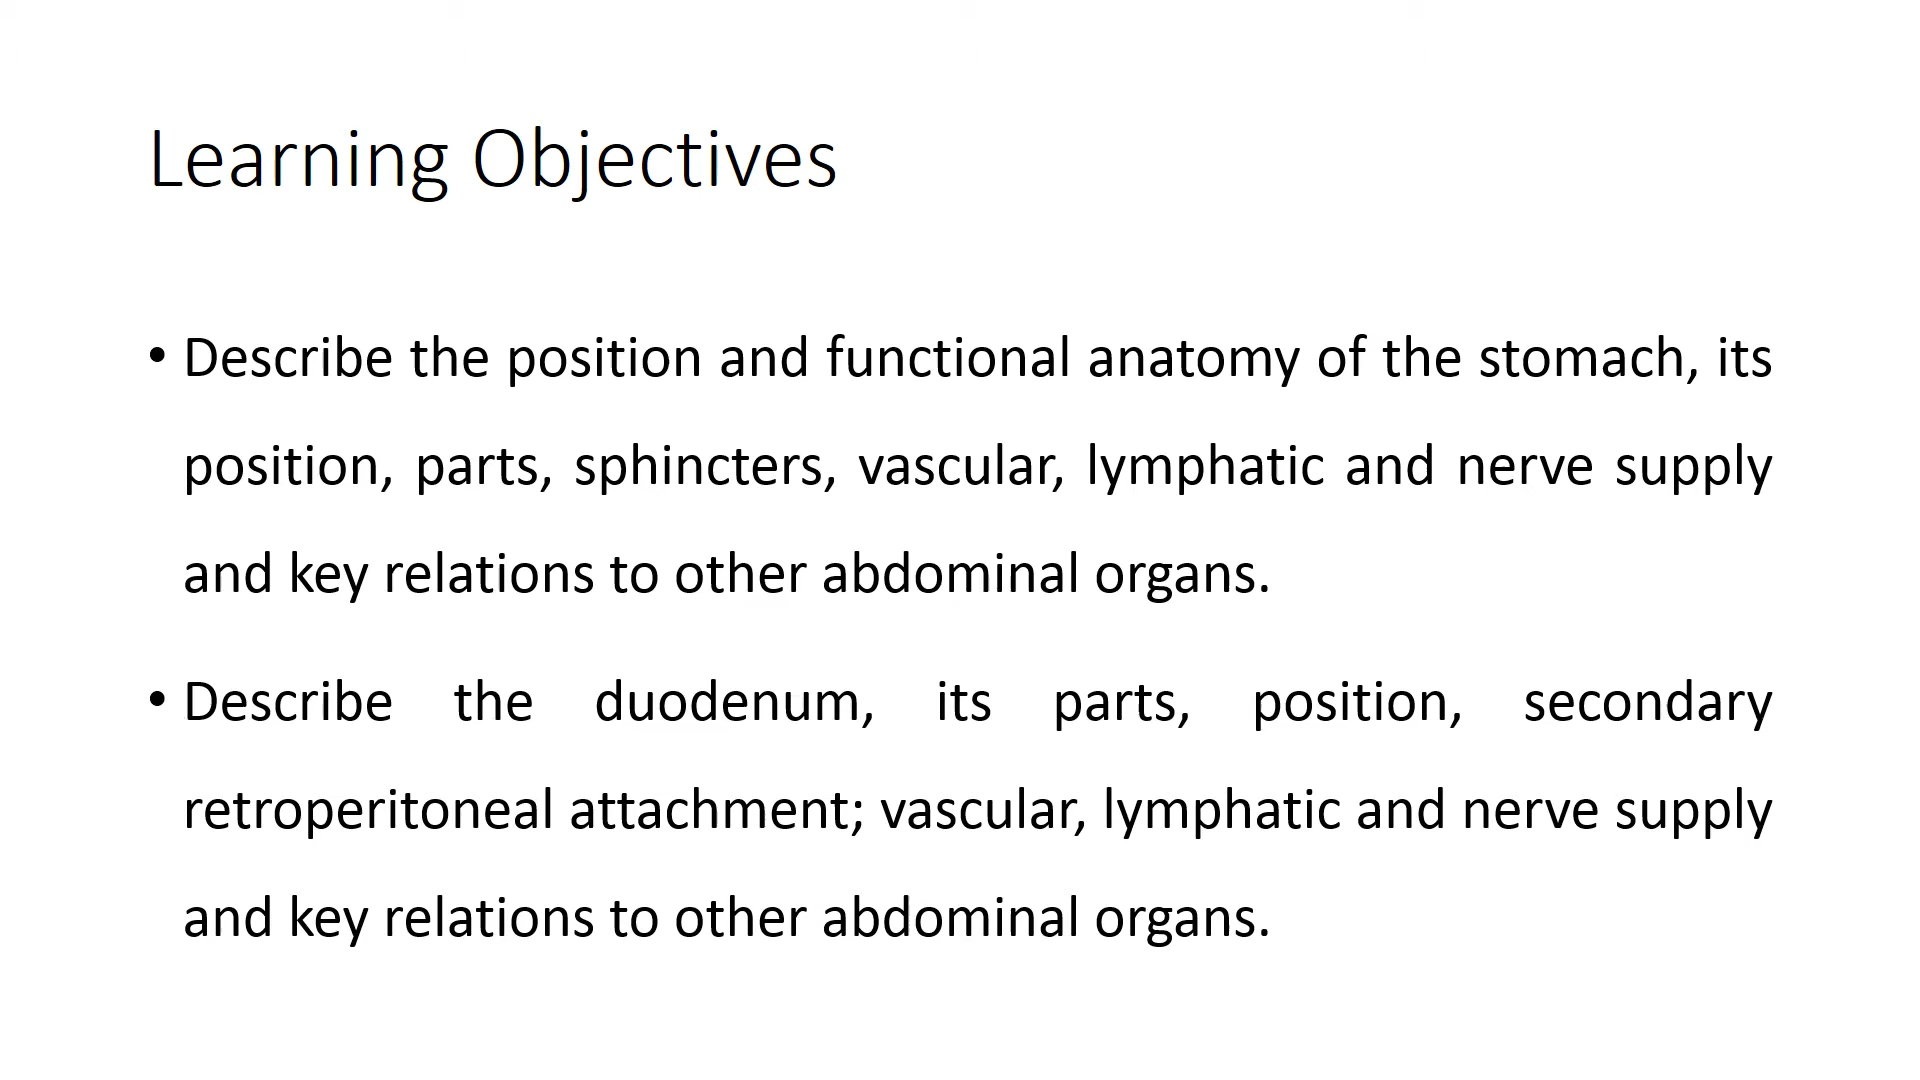 Learning Objectives
• Describe the position and functional anatomy of the stomach, its
position, parts, sphincters, vascular, lymphatic and nerve supply
and key relations to other abdominal organs.
• Describe the duodenum, its parts, position, secondary
retroperitoneal attachment; vascular, lymphatic and nerve supply
and key relations to other abdominal organs.